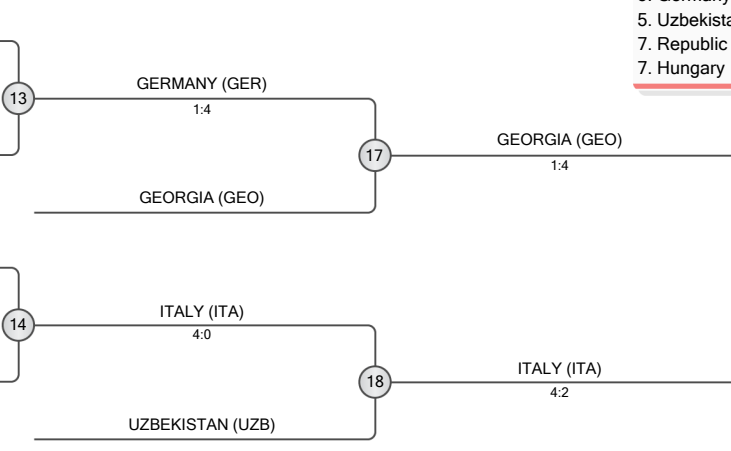 5. Uzbekista
7. Republic
7. Hungary
13
GERMANY (GER)
1:4
17
GEORGIA (GEO)
1:4
GEORGIA (GEO)
14
ITALY (ITA)
4:0
18
ITALY (ITA)
4:2
UZBEKISTAN (UZB)